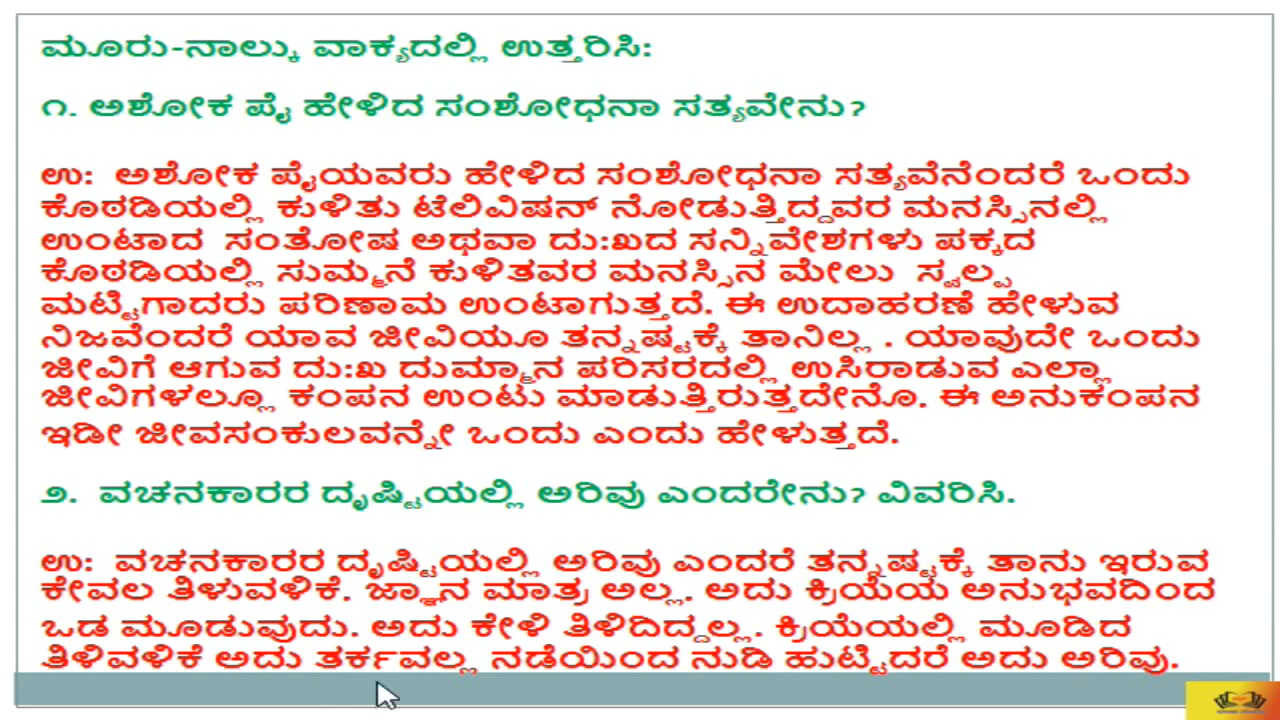 ಮೂರು-ನಾಲ್ಕು ವಾಕ್ಯದಲ್ಲಿ ಉತ್ತರಿಸಿ:
೧. ಅಶೋಕ ಪೈ ಹೇಳಿದ ಸಂಶೋಧನಾ ಸತ್ಯವೇನು?
ಉ: ಅಶೋಕ ಪೈಯವರು ಹೇಳಿದ ಸಂಶೋಧನಾ ಸತ್ಯವೆನೆಂದರೆ ಒಂದು
ಕೊಠಡಿಯಲ್ಲಿ ಕುಳಿತು ಟೆಲಿವಿಷನ್ ನೋಡುತ್ತಿದ್ದವರ ಮನಸ್ಸಿನಲ್ಲಿ
ಉಂಟಾದ ಸಂತೋಷ ಅಥವಾ ದು:ಖದ ಸನ್ನಿವೇಶಗಳು ಪಕ್ಕದ
ಕೊಠಡಿಯಲ್ಲಿ ಸುಮ್ಮನೆ ಕುಳಿತವರ ಮನಸ್ಸಿನ ಮೇಲು ಸ್ವಲ್ಪ
ಮಟ್ಟಿಗಾದರು ಪರಿಣಾಮ ಉಂಟಾಗುತ್ತದೆ. ಈ ಉದಾಹರಣೆ ಹೇಳುವ
ನಿಜವೆಂದರೆ ಯಾವ ಜೀವಿಯೂ ತನ್ನಷ್ಟಕ್ಕೆ ತಾನಿಲ್ಲ . ಯಾವುದೇ ಒಂದು
ಜೀವಿಗೆ ಆಗುವ ದು:ಖ ದುಮ್ಮಾನ ಪರಿಸರದಲ್ಲಿ ಉಸಿರಾಡುವ ಎಲ್ಲಾ
ಜೀವಿಗಳಲ್ಲೂ ಕಂಪನ ಉಂಟು ಮಾಡುತ್ತಿರುತ್ತದೇನೊ. ಈ ಅನುಕಂಪನ
ಇಡೀ ಜೀವಸಂಕುಲವನ್ನೇ ಒಂದು ಎಂದು ಹೇಳುತ್ತದೆ.
೨. ವಚನಕಾರರ ದೃಷ್ಟಿಯಲ್ಲಿ ಅರಿವು ಎಂದರೇನು? ವಿವರಿಸಿ.
ಉ: ವಚನಕಾರರ ದೃಷ್ಟಿಯಲ್ಲಿ ಅರಿವು ಎಂದರೆ ತನ್ನಷ್ಟಕ್ಕೆ ತಾನು ಇರುವ
ಕೇವಲ ತಿಳುವಳಿಕೆ. ಜ್ಞಾನ ಮಾತ್ರ ಅಲ್ಲ. ಅದು ಕ್ರಿಯೆಯ ಅನುಭವದಿಂದ
ಒಡ ಮೂಡುವುದು. ಅದು ಕೇಳಿ ತಿಳಿದಿದ್ದಲ್ಲ. ಕ್ರಿಯೆಯಲ್ಲಿ ಮೂಡಿದ
ತಿಳಿವಳಿಕೆ ಅದು ತರ್ಕವಲ್ಲ ನಡೆಯಿಂದ ನುಡಿ ಹುಟ್ಟಿದರೆ ಅದು ಅರಿವು.